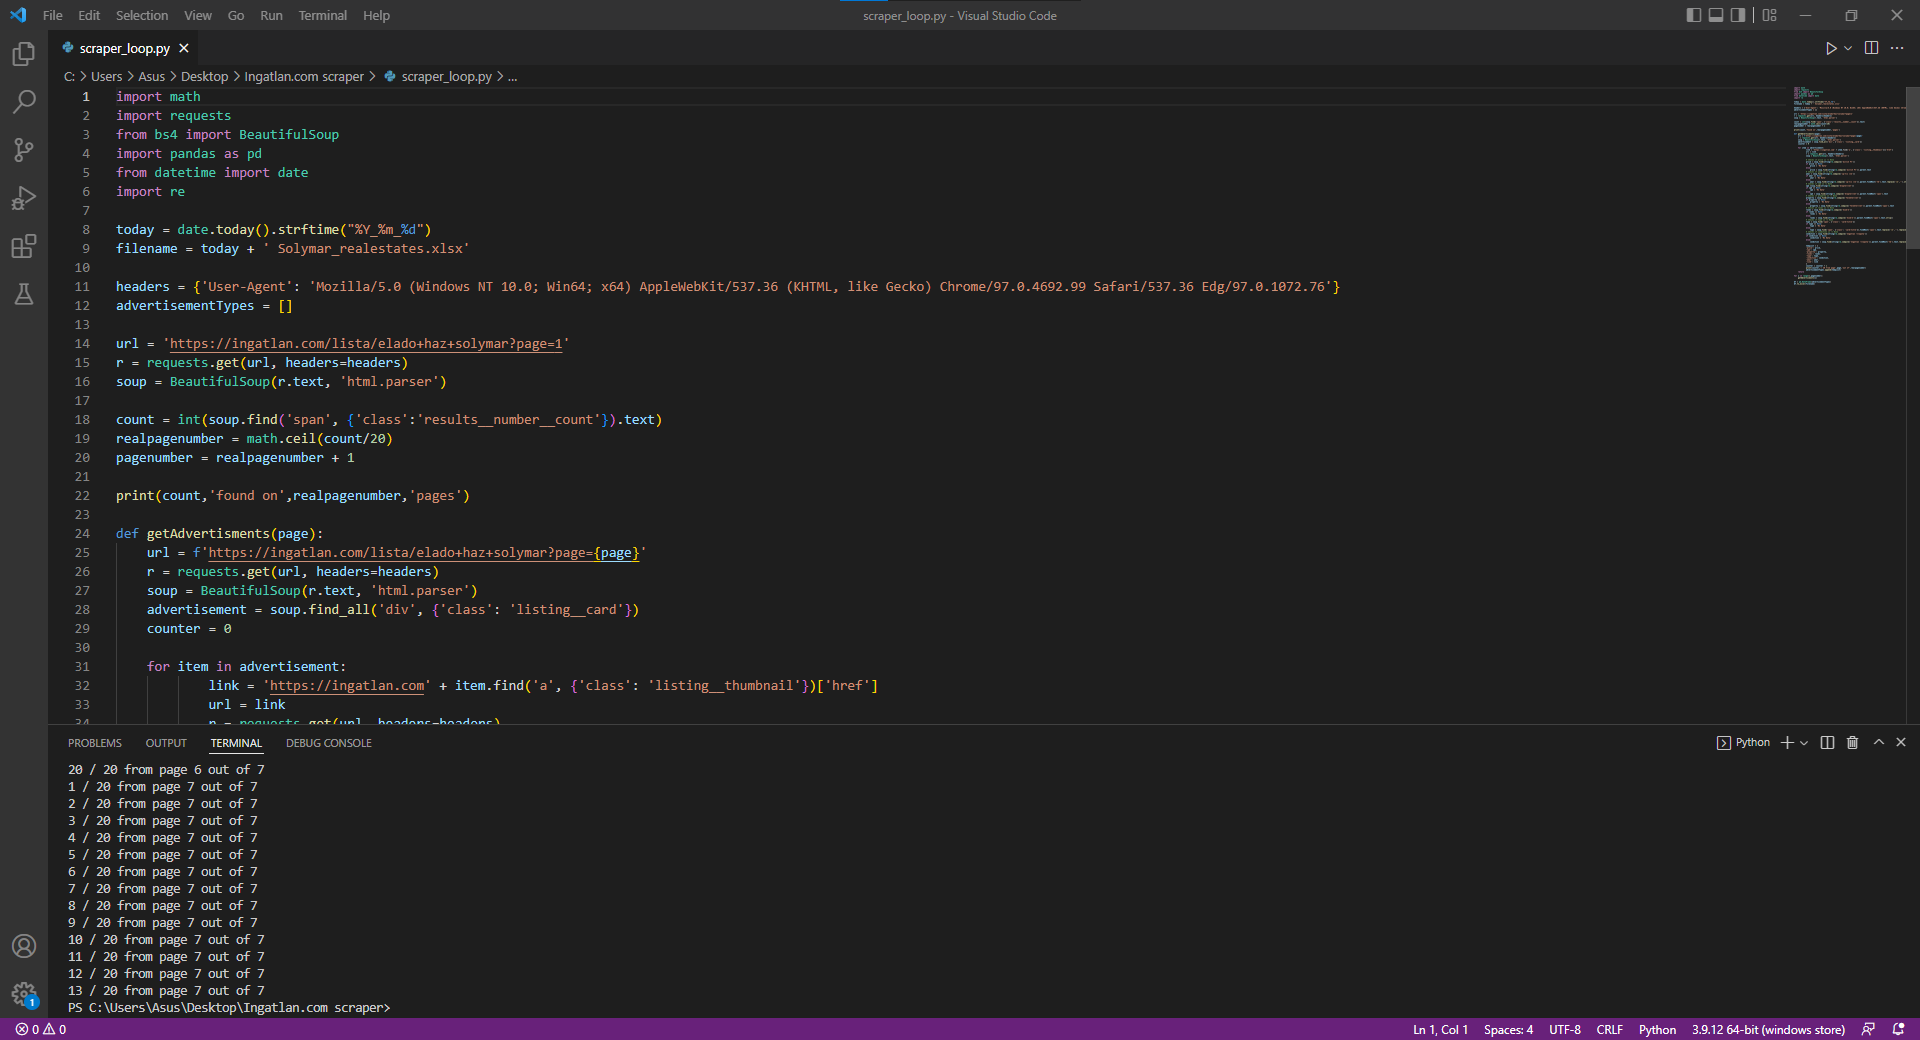 File Edit Selection View Go Run Terminal Help
scraper_loop.py - Visual Studio Code
scraper_loop.py
C: > Users > Asus > Desktop > Ingatlan.com scraper > scraper_loop.py > ...
1 import math
2 import requests
3 from bs4 import BeautifulSoup
4 import pandas as pd
5 from datetime import date
6 import re
7
8 today = date.today().strftime("%Y_%m_%d")
9 filename = today + ' Solymar_realestates.xlsx'
10
11 headers = {'User-Agent': 'Mozilla/5.0 (Windows NT 10.0; Win64; x64) AppleWebKit/537.36 (KHTML, like Gecko) Chrome/97.0.4692.99 Safari/537.36 Edg/97.0.1072.76'}
12 advertisementTypes = []
13
14 url = 'https://ingatlan.com/lista/elado+haz+solymar?page=1'
15 r = requests.get(url, headers=headers)
16 soup = BeautifulSoup(r.text, 'html.parser')
17
18 count = int(soup.find('span', {'class':'results__number__count'}).text)
19 realpagenumber = math.ceil(count/20)
20 pagenumber = realpagenumber + 1
21
22 print(count,'found on',realpagenumber,'pages')
23
24 def getAdvertisments(page):
25     url = f'https://ingatlan.com/lista/elado+haz+solymar?page={page}'
26     r = requests.get(url, headers=headers)
27     soup = BeautifulSoup(r.text, 'html.parser')
28     advertisement = soup.find_all('div', {'class': 'listing__card'})
29     counter = 0
30
31     for item in advertisement:
32             link = 'https://ingatlan.com' + item.find('a', {'class': 'listing__thumbnail'})['href']
33             url = link
34             r = requests.get(url, headers=headers)
PROBLEMS OUTPUT TERMINAL DEBUG CONSOLE
Python
20 / 20 from page 6 out of 7
1 / 20 from page 7 out of 7
2 / 20 from page 7 out of 7
3 / 20 from page 7 out of 7
4 / 20 from page 7 out of 7
5 / 20 from page 7 out of 7
6 / 20 from page 7 out of 7
7 / 20 from page 7 out of 7
8 / 20 from page 7 out of 7
9 / 20 from page 7 out of 7
10 / 20 from page 7 out of 7
11 / 20 from page 7 out of 7
12 / 20 from page 7 out of 7
13 / 20 from page 7 out of 7
PS C:\Users\Asus\Desktop\Ingatlan.com scraper>
1
0 0
Ln 1, Col 1 Spaces: 4 UTF-8 CRLF Python 3.9.12 64-bit (windows store)